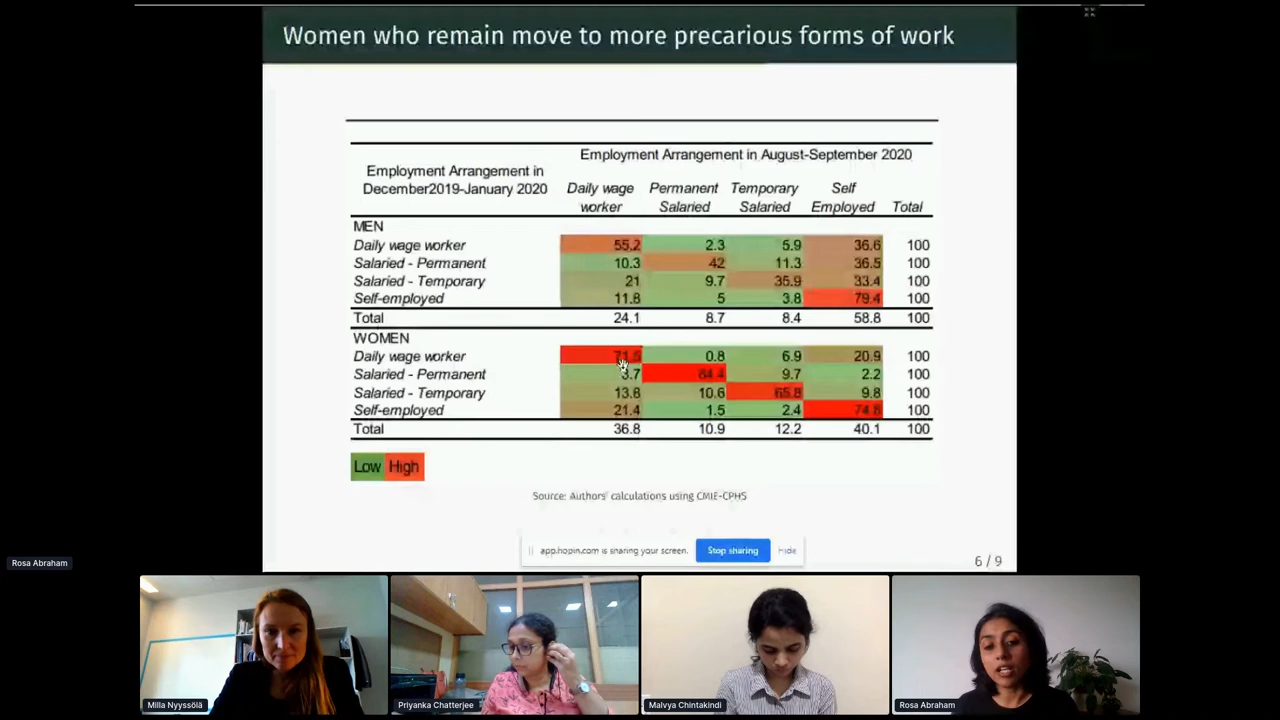 Women who remain move to more precarious forms of work
Employment Arrangement in August-September 2020
Employment Arrangement in
December2019-January 2020
Daily wage worker Permanent Salaried Temporary Salaried Self Employed Total
MEN
Daily wage worker 55.2 2.3 5.9 36.6 100
Salaried - Permanent 10.3 42 11.3 36.5 100
Salaried - Temporary 21 9.7 35.9 33.4 100
Self-employed 11.8 5 3.8 79.4 100
Total 24.1 8.7 8.4 58.8 100
WOMEN
Daily wage worker 71.5 0.8 6.9 20.9 100
Salaried - Permanent 3.7 84.4 9.7 2.2 100
Salaried - Temporary 13.8 10.6 65.8 9.8 100
Self-employed 21.4 1.5 2.4 74.8 100
Total 36.8 10.9 12.2 40.1 100
Low High
Source: Authors' calculations using CMIE-CPHS
app.hopin.com is sharing your screen. Stop sharing Hide
6 / 9
Rosa Abraham
Milla Nyyssölä
Priyanka Chatterjee
Malvya Chintakindi
Rosa Abraham